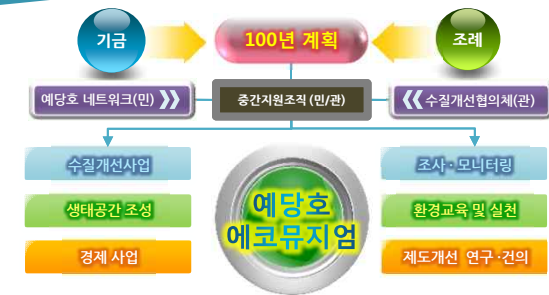 기금
100년 계획
조례
예당호 네트워크(민)
중간지원조직 (민/관)
수질개선협의체(관)
수질개선사업
조사·모니터링
생태공간 조성
예당호
에코뮤지엄
환경교육 및 실천
경제 사업
제도개선 연구·건의